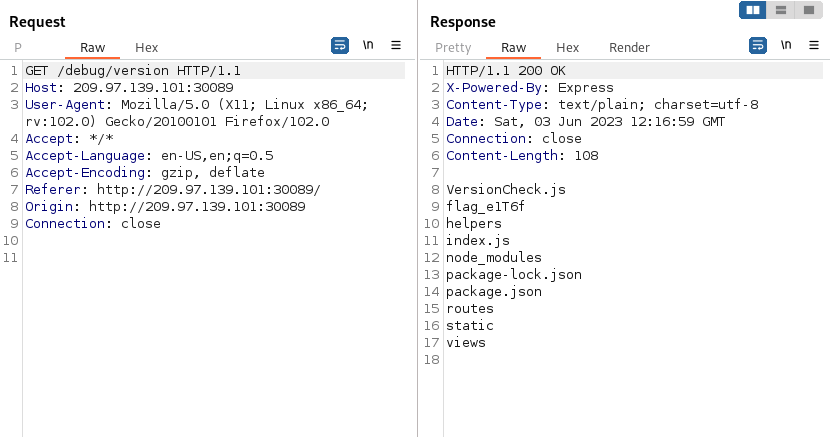 Request
P Raw Hex \n
1 GET /debug/version HTTP/1.1
2 Host: 209.97.139.101:30089
3 User-Agent: Mozilla/5.0 (X11; Linux x86_64;
rv:102.0) Gecko/20100101 Firefox/102.0
4 Accept: */*
5 Accept-Language: en-US,en;q=0.5
6 Accept-Encoding: gzip, deflate
7 Referer: http://209.97.139.101:30089/
8 Origin: http://209.97.139.101:30089
9 Connection: close
10
11
Response
Pretty Raw Hex Render \n
1 HTTP/1.1 200 OK
2 X-Powered-By: Express
3 Content-Type: text/plain; charset=utf-8
4 Date: Sat, 03 Jun 2023 12:16:59 GMT
5 Connection: close
6 Content-Length: 108
7
8 VersionCheck.js
9 flag_e1T6f
10 helpers
11 index.js
12 node_modules
13 package-lock.json
14 package.json
15 routes
16 static
17 views
18